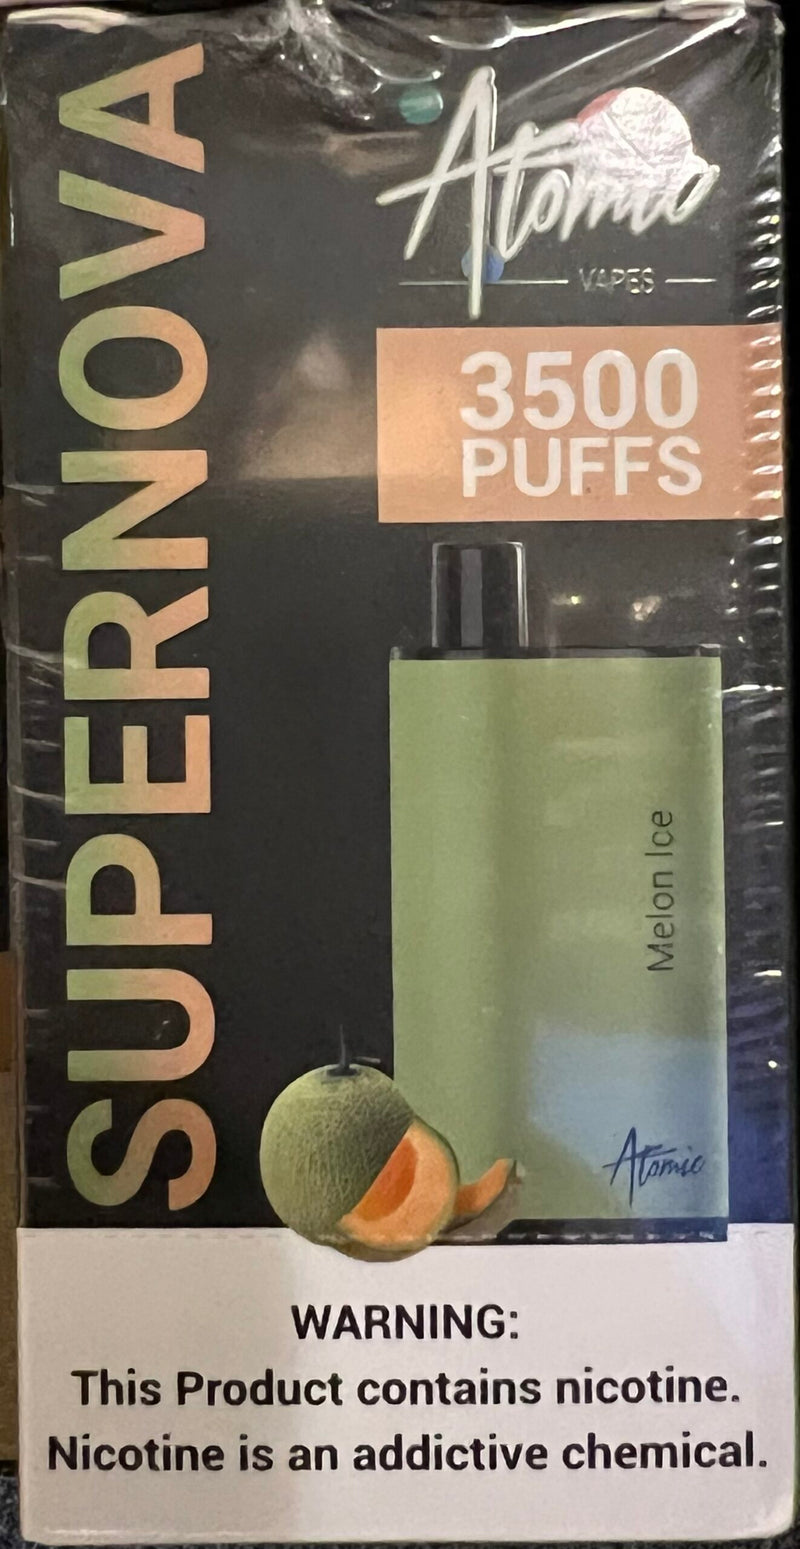 SUPERNOVA
Atomic
VAPES
3500
PUFFS
Melon Ice
Atomic
WARNING:
This Product contains nicotine.
Nicotine is an addictive chemical.